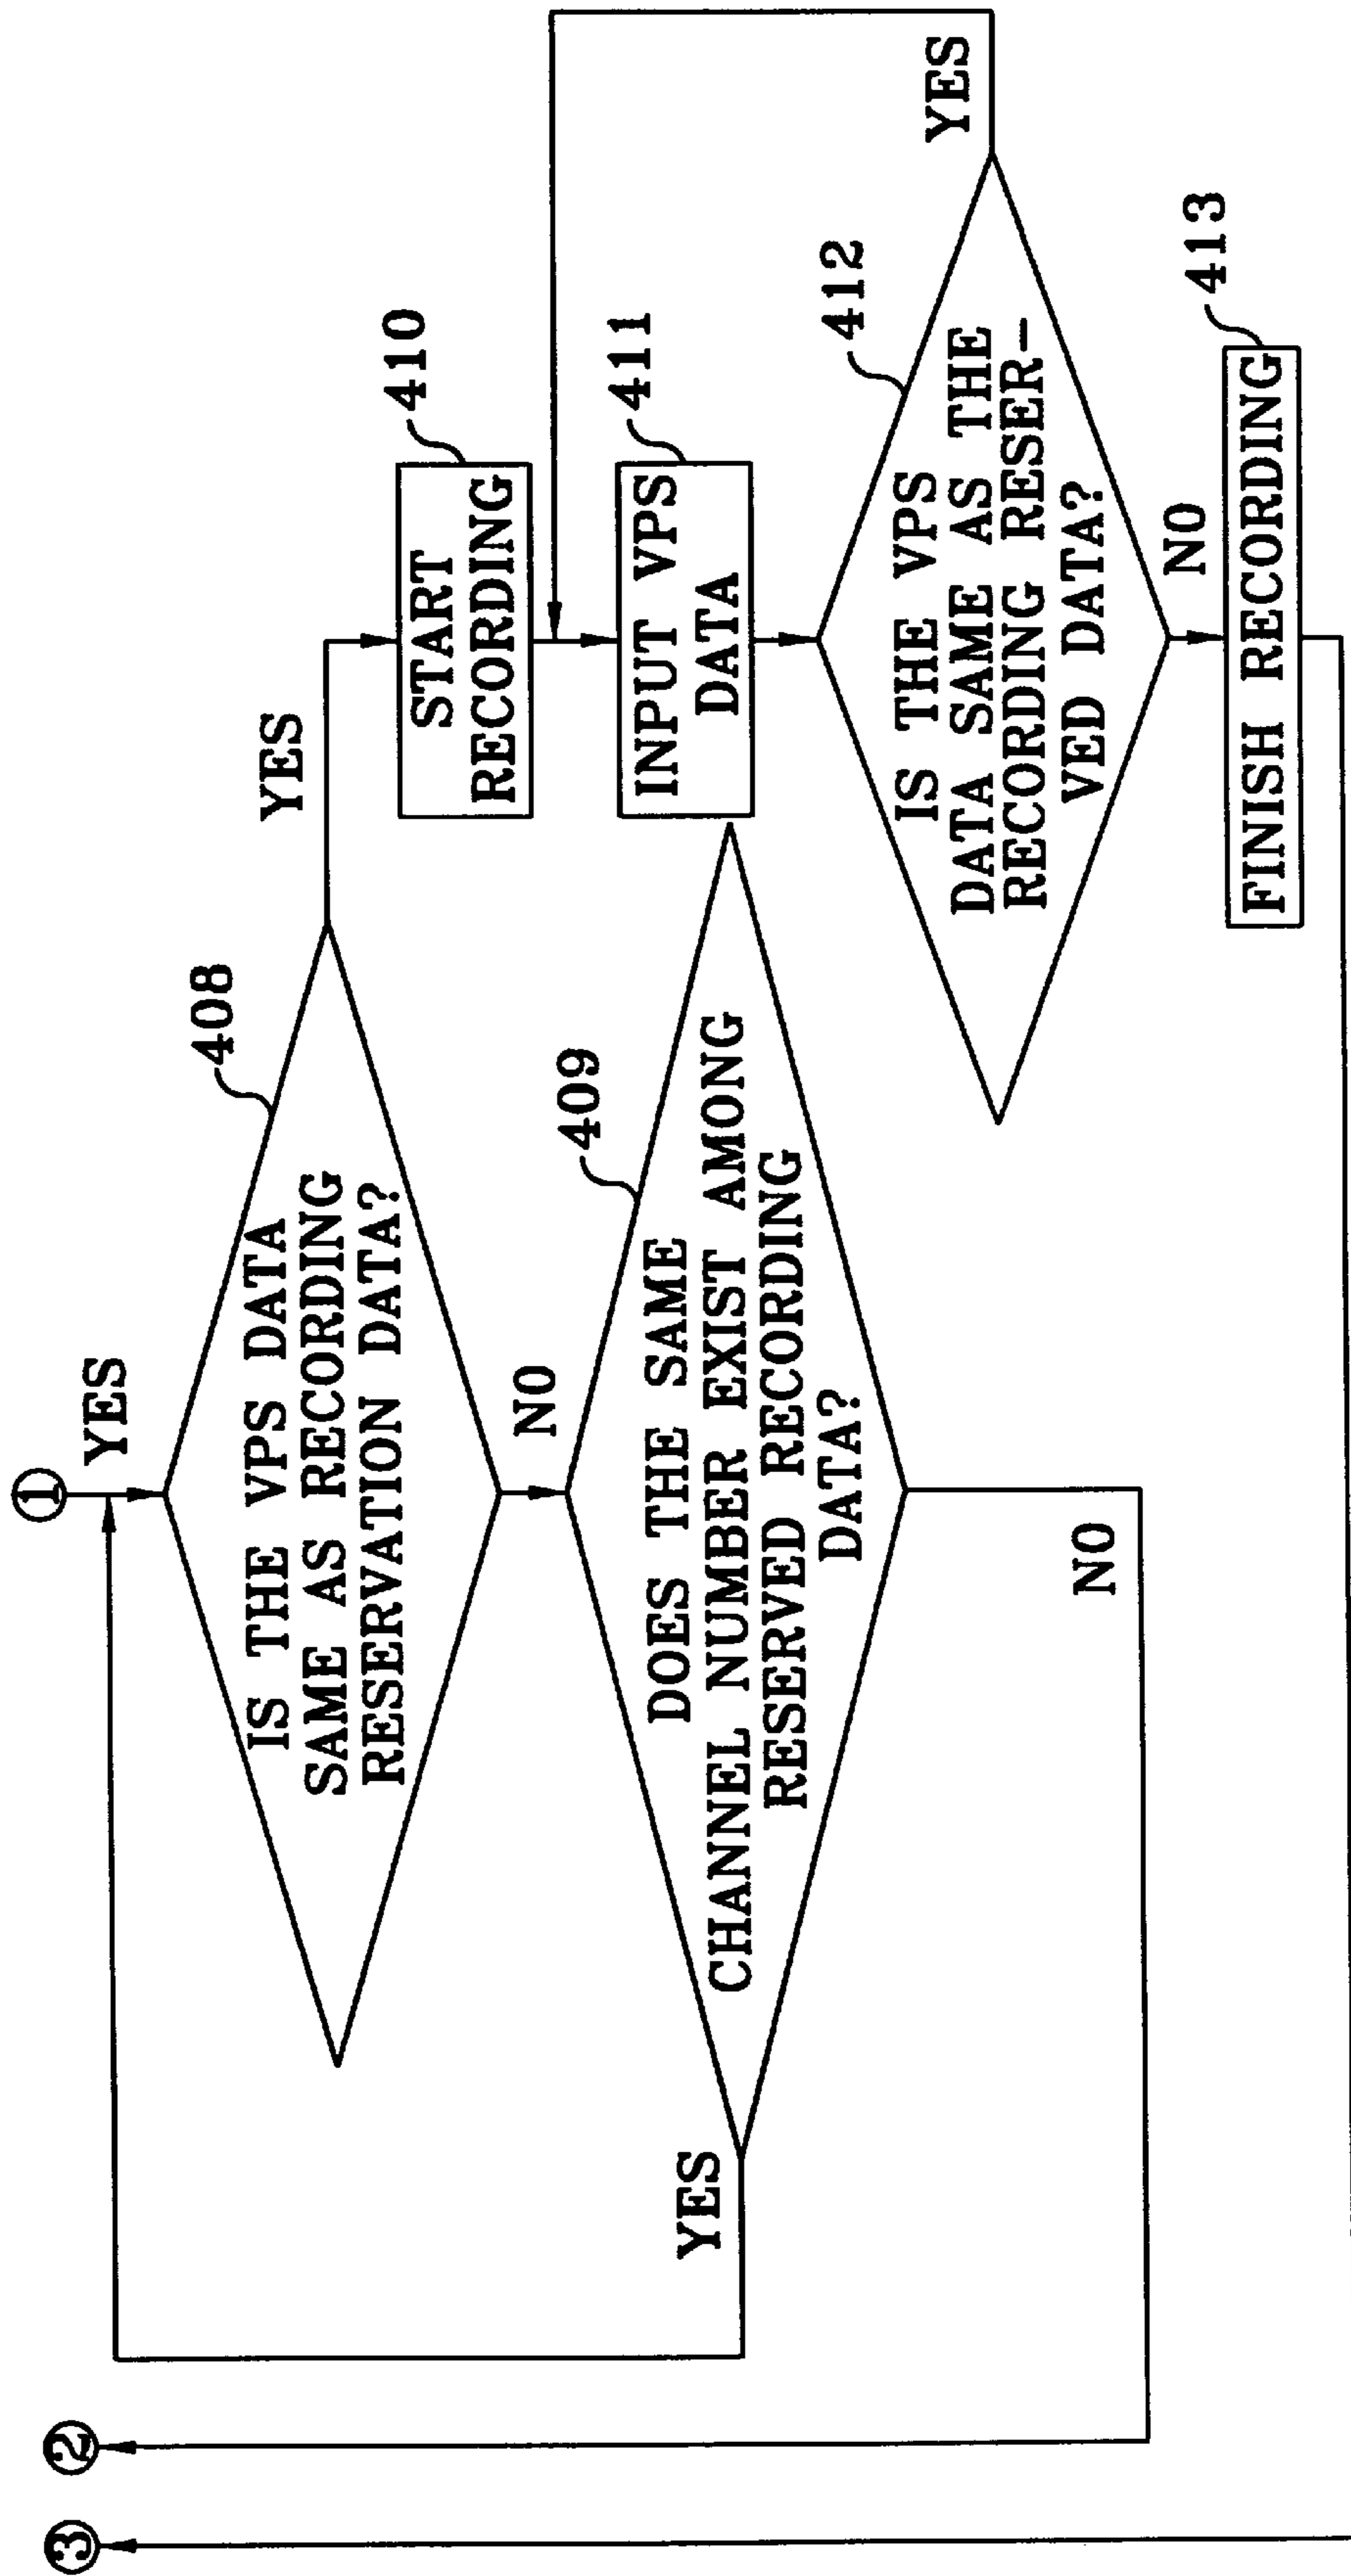 ①
YES
408
IS THE VPS DATA
SAME AS RECORDING
RESERVATION DATA?
YES
NO
409
DOES THE SAME
CHANNEL NUMBER EXIST AMONG
RESERVED RECORDING
DATA?
YES
NO
410
START
RECORDING
411
INPUT VPS
DATA
412
IS THE VPS
DATA SAME AS THE
RECORDING RESER-
VED DATA?
YES
NO
413
FINISH RECORDING
②
③